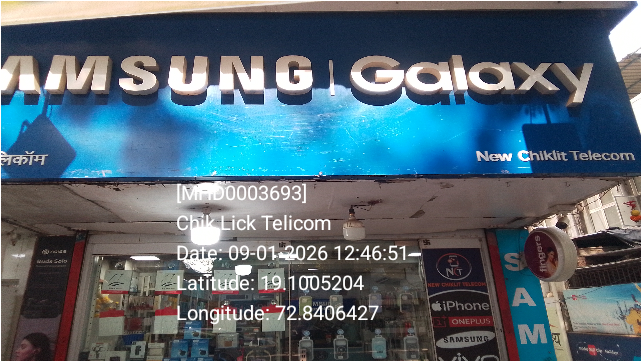 AMSUNG | Galaxy
लिकॉम
New Chiklit Telecom
[MHD0003693]
Chik Lick Telicom
Date: 09-01-2026 12:46:51
Latitude: 19.1005204
Longitude: 72.8406427
fingers
SAM
NEW CHIKLIT TELECOM
iPhone
ONEPLUS
SAMSUNG
vivo